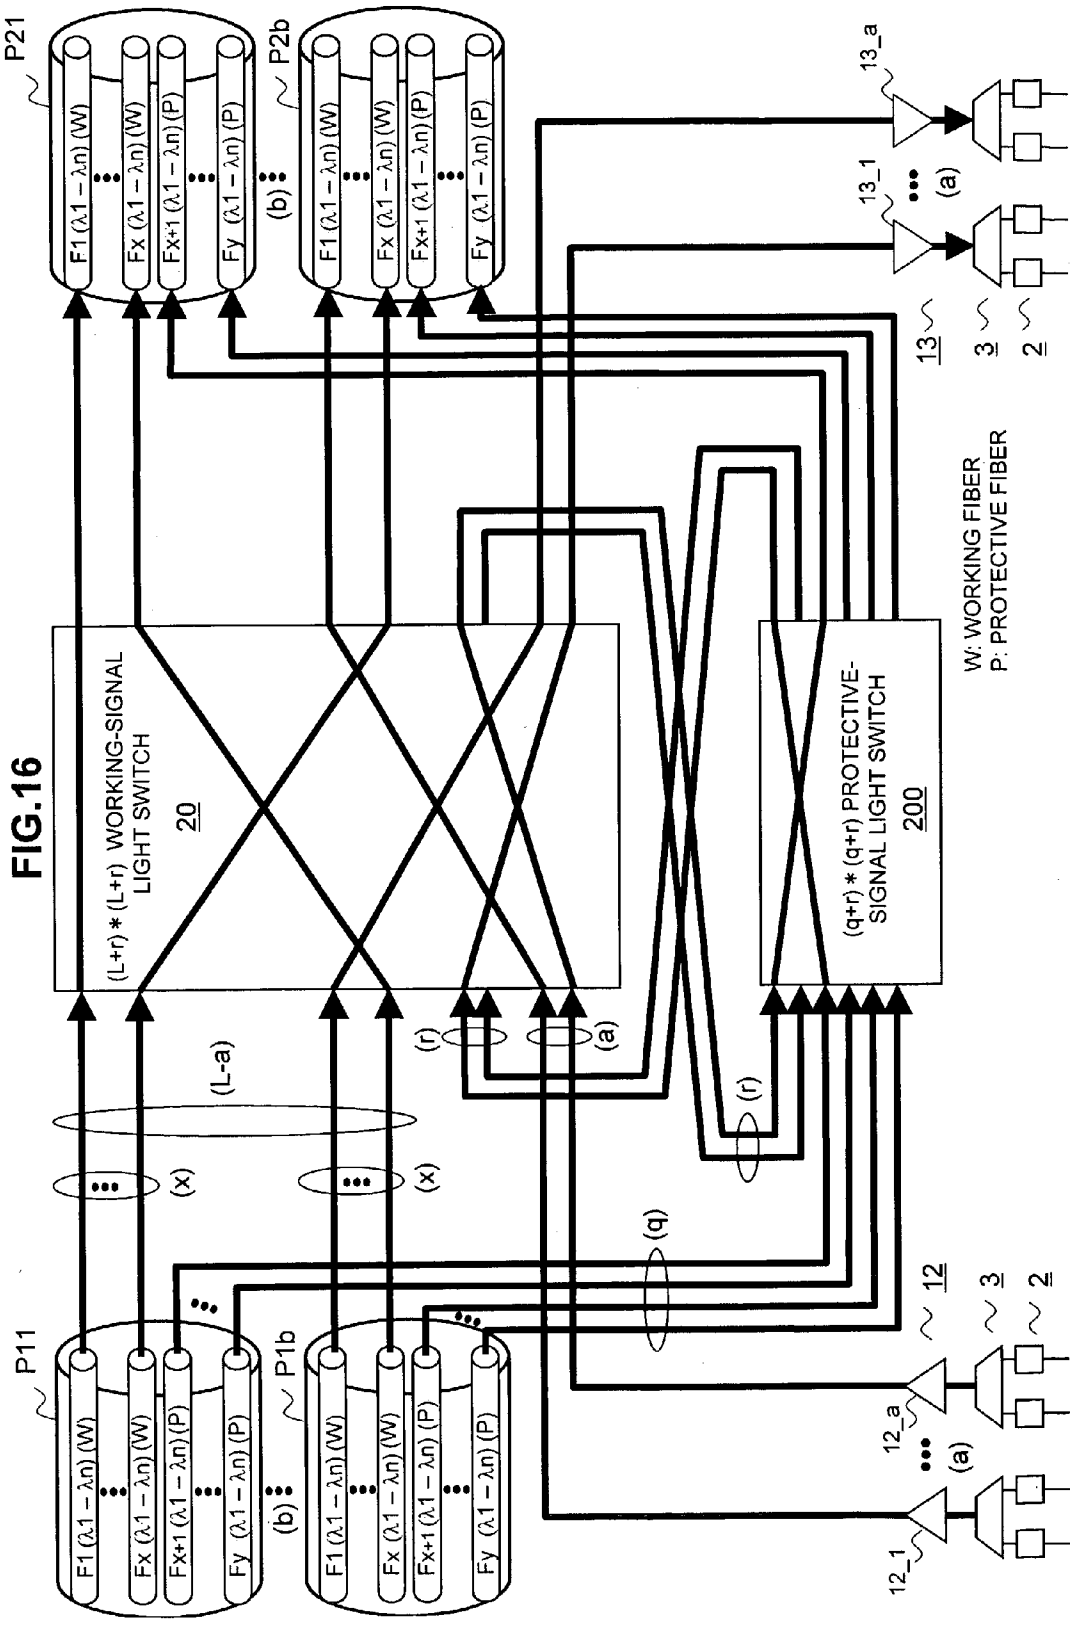 FIG.16
P11
F1 (λ1 – λn) (W)
Fx (λ1 – λn) (W)
Fx+1 (λ1 – λn) (P)
Fy (λ1 – λn) (P)
(b)
P1b
F1 (λ1 – λn) (W)
Fx (λ1 – λn) (W)
Fx+1 (λ1 – λn) (P)
Fy (λ1 – λn) (P)
(x)
(x)
(L-a)
(q)
(r)
(a)
(r)
(L+r) * (L+r) WORKING-SIGNAL
LIGHT SWITCH
20
(q+r) * (q+r) PROTECTIVE-
SIGNAL LIGHT SWITCH
200
P21
F1 (λ1 – λn) (W)
Fx (λ1 – λn) (W)
Fx+1 (λ1 – λn) (P)
Fy (λ1 – λn) (P)
(b)
P2b
F1 (λ1 – λn) (W)
Fx (λ1 – λn) (W)
Fx+1 (λ1 – λn) (P)
Fy (λ1 – λn) (P)
12_1
(a)
12_a
12
3
2
13
3
2
13_1
(a)
13_a
W: WORKING FIBER
P: PROTECTIVE FIBER